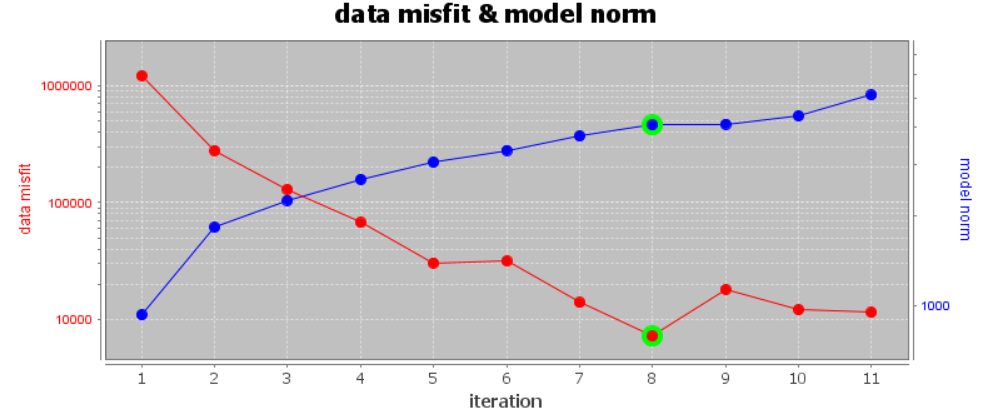 data misfit & model norm
1000000
100000
10000
data misfit
model norm
1000
1 2 3 4 5 6 7 8 9 10 11
iteration